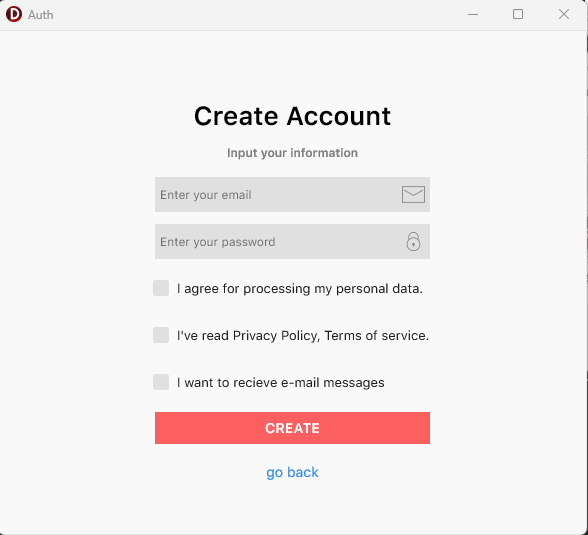 D Auth
Create Account
Input your information
Enter your email
Enter your password
I agree for processing my personal data.
I've read Privacy Policy, Terms of service.
I want to recieve e-mail messages
CREATE
go back